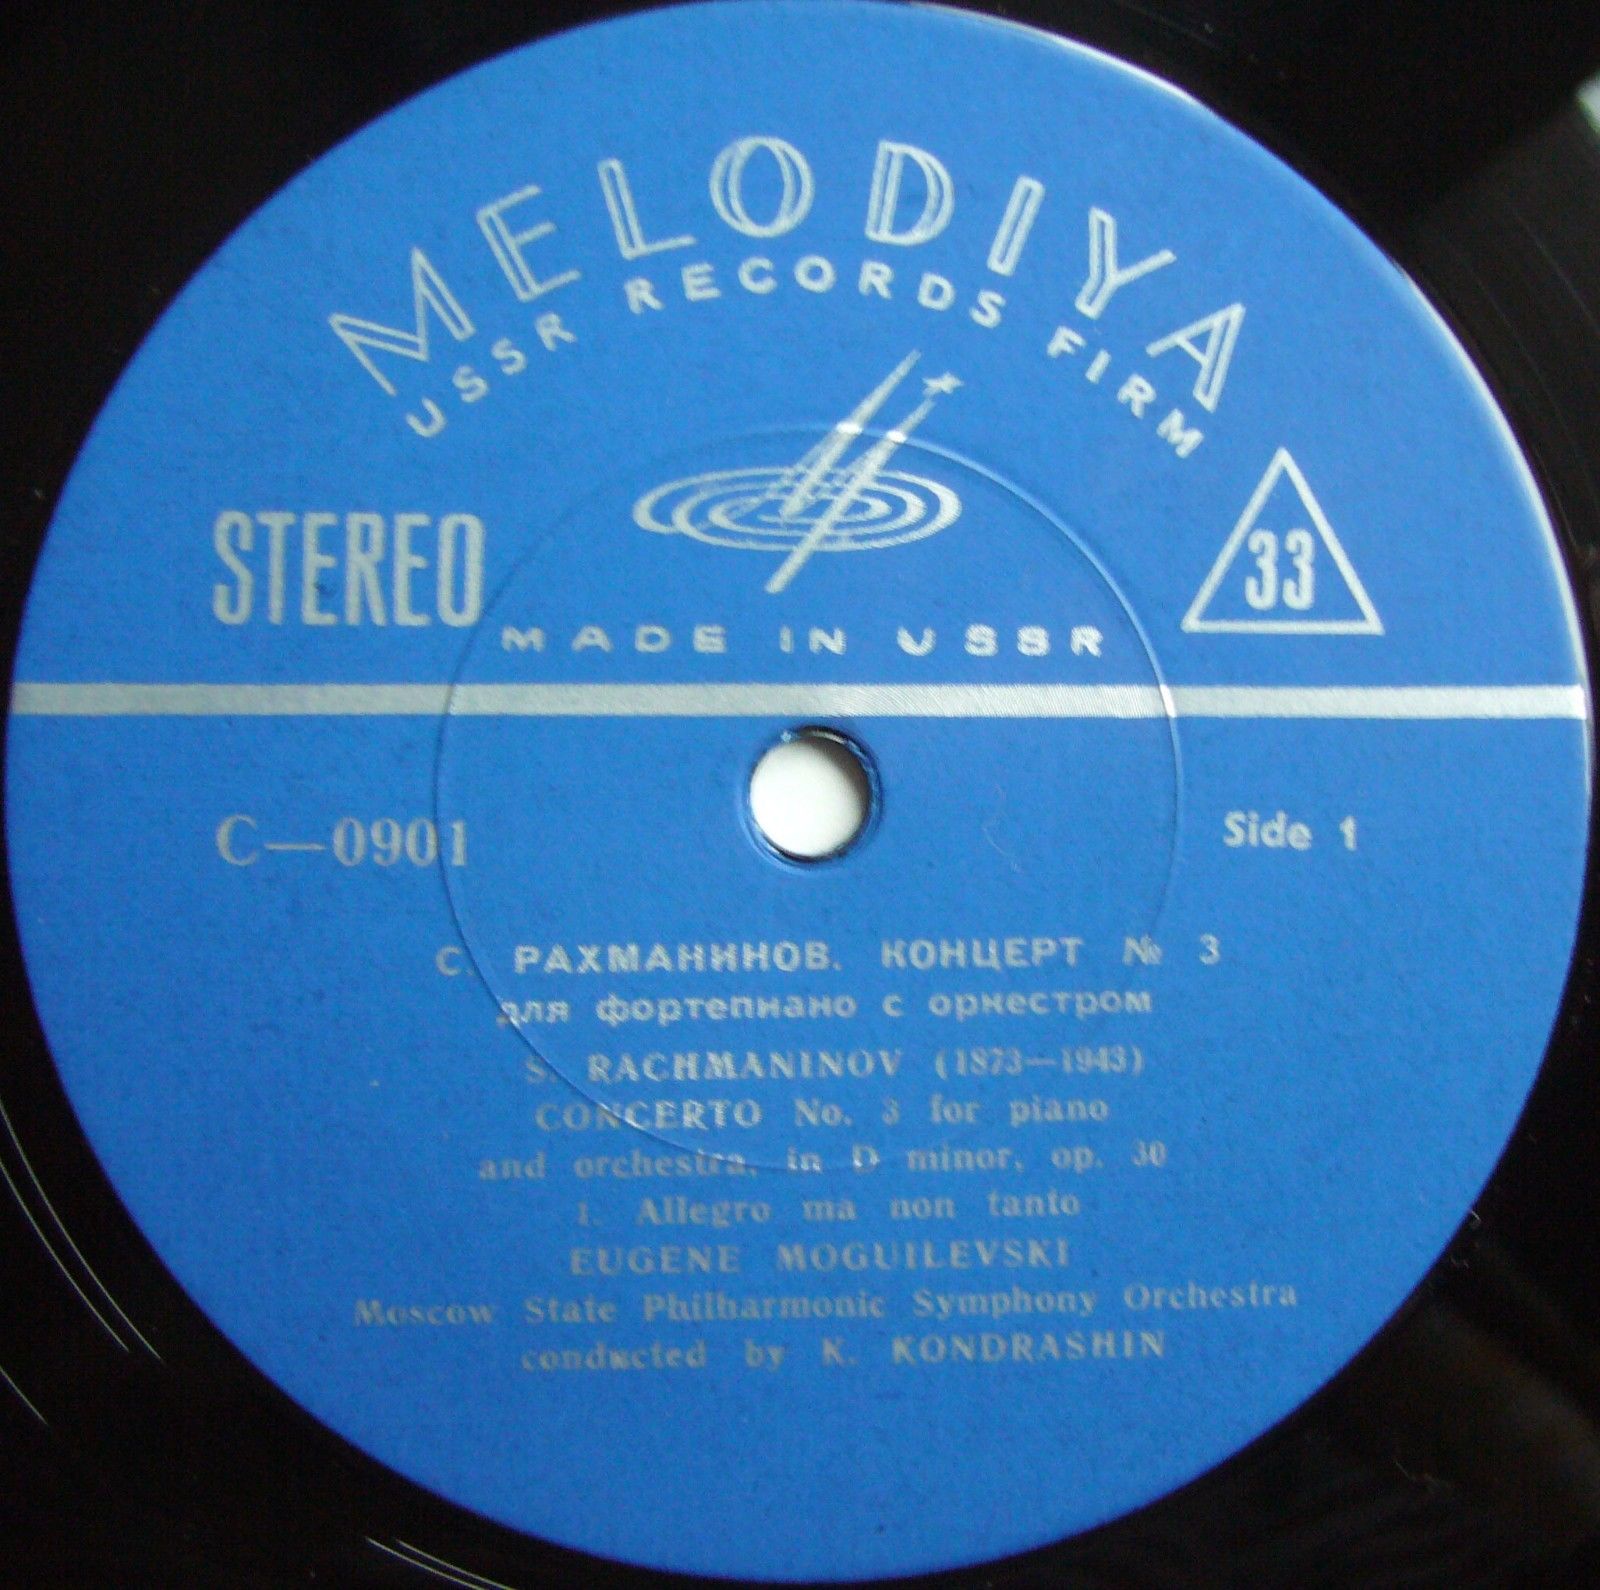 MELODIYA
USSR RECORDS FIRM
STEREO
33
MADE IN USSR
C—0901
Side 1
С. РАХМАНИНОВ. КОНЦЕРТ № 3
для фортепиано с оркестром
S. RACHMANINOV (1873—1943)
CONCERTO No. 3 for piano
and orchestra, in D minor, op. 30
1. Allegro ma non tanto
EUGENE MOGUILEVSKI
Moscow State Philharmonic Symphony Orchestra
conducted by K. KONDRASHIN